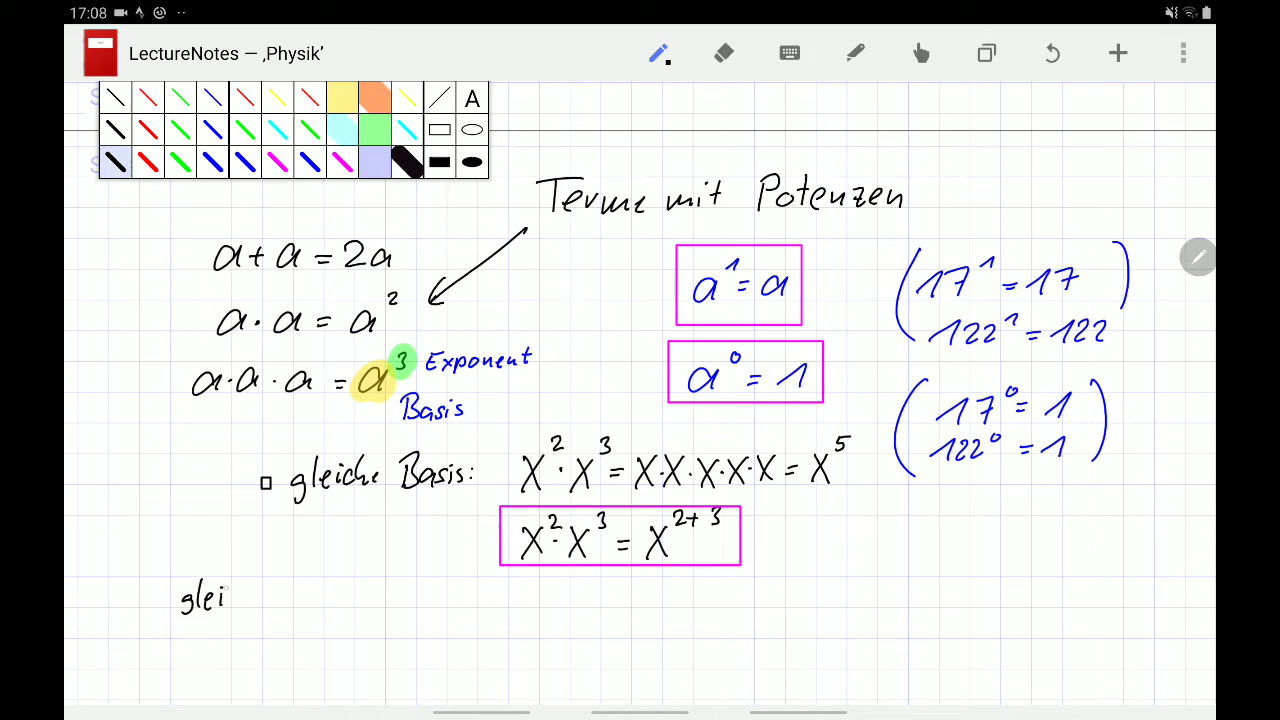 17:08
LectureNotes — ‚Physik’
A
Terme mit Potenzen
a + a = 2a
a · a = a²
a · a · a = a³ Exponent
Basis
a¹ = a
a⁰ = 1
(17¹ = 17
122¹ = 122)
(17⁰ = 1
122⁰ = 1)
gleiche Basis: x² · x³ = x · x · x · x · x = x⁵
x² · x³ = x²⁺³
glei